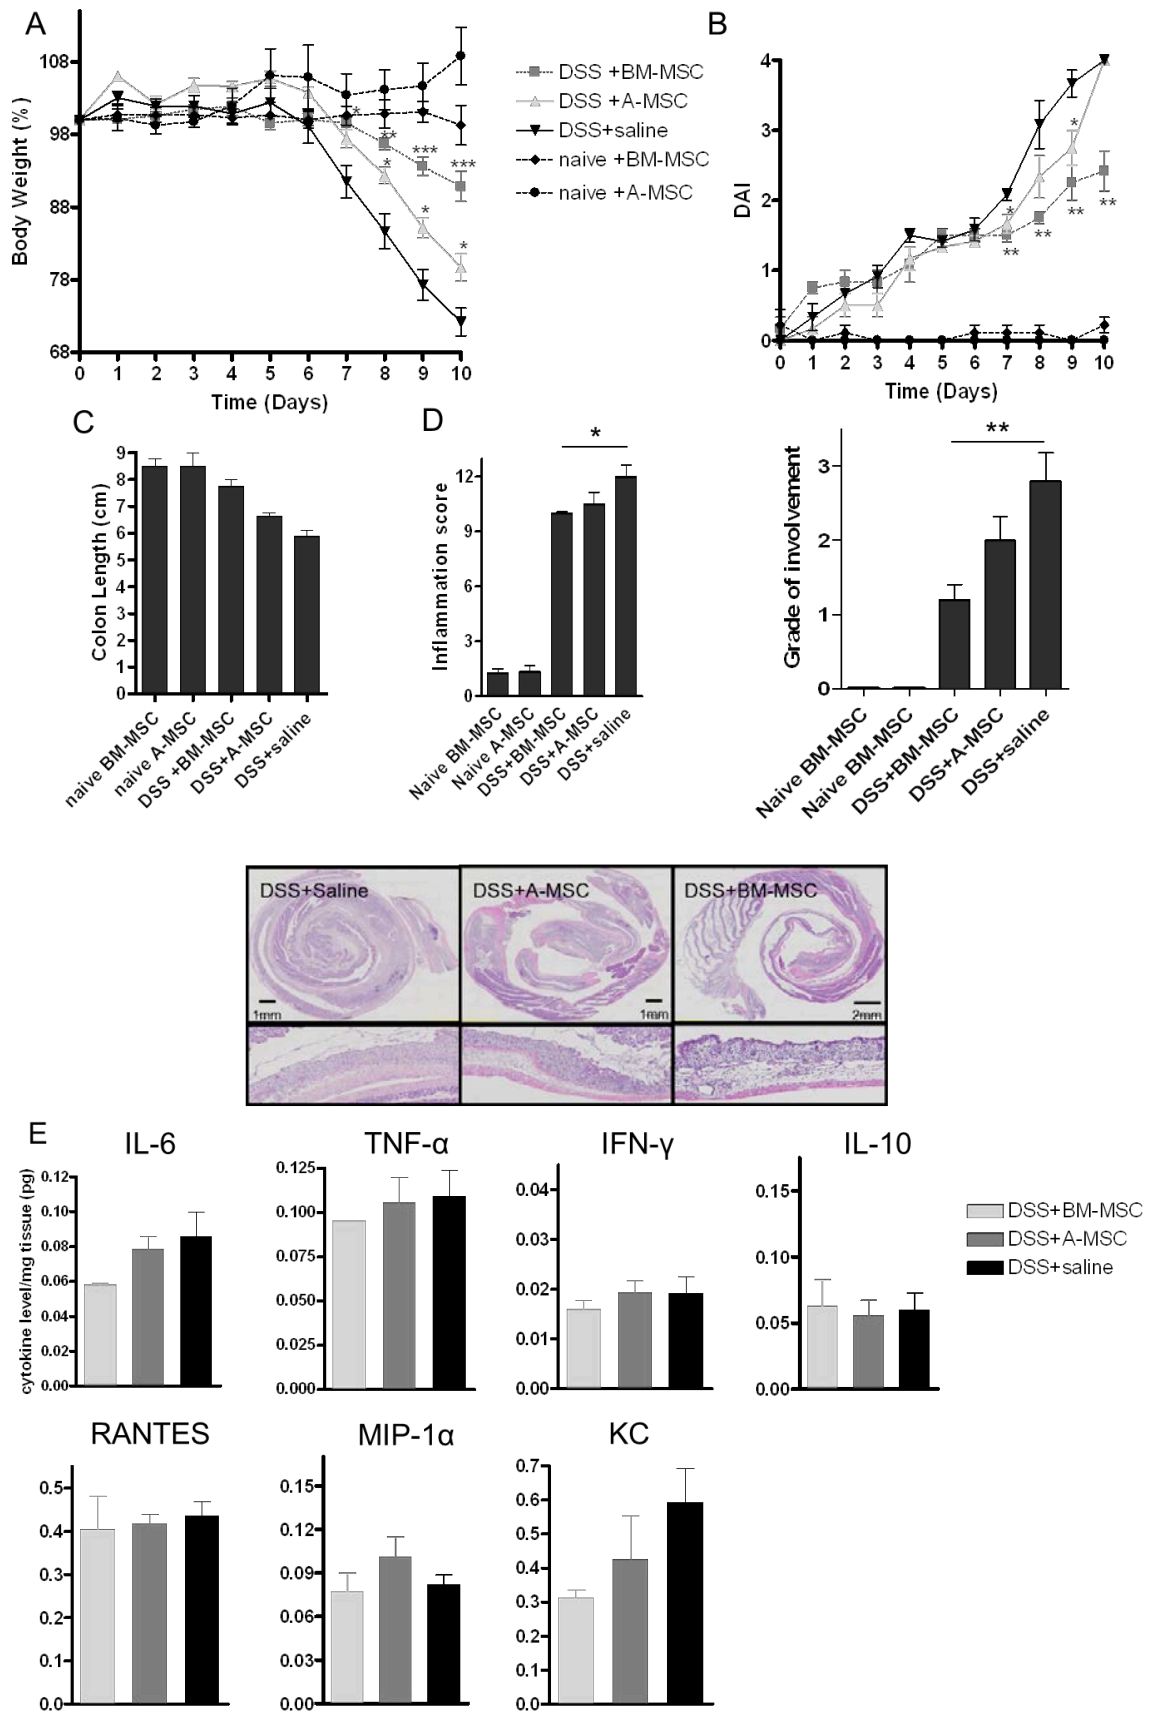 A
108
98
88
78
68
Body Weight (%)
0 1 2 3 4 5 6 7 8 9 10
Time (Days)
* ** *** ***
* * *
DSS +BM-MSC
DSS +A-MSC
DSS+saline
naive +BM-MSC
naive +A-MSC
B
4
3
2
1
0
DAI
0 1 2 3 4 5 6 7 8 9 10
Time (Days)
* *
** ** ** **
C
9
8
7
6
5
4
3
2
1
0
Colon Length (cm)
naive BM-MSC
naive A-MSC
DSS +BM-MSC
DSS+A-MSC
DSS+saline
D
*
12
9
6
3
0
Inflammation score
Naive BM-MSC
Naive A-MSC
DSS+BM-MSC
DSS+A-MSC
DSS+saline
**
3
2
1
0
Grade of involvement
Naive BM-MSC
Naive BM-MSC
DSS+BM-MSC
DSS+A-MSC
DSS+saline
DSS+Saline
1mm
DSS+A-MSC
1mm
DSS+BM-MSC
2mm
E
IL-6
0.12
0.10
0.08
0.06
0.04
0.02
0.00
cytokine level/mg tissue (pg)
TNF-α
0.125
0.100
0.075
0.050
0.025
0.000
IFN-γ
0.04
0.03
0.02
0.01
0.00
IL-10
0.15
0.10
0.05
0.00
DSS+BM-MSC
DSS+A-MSC
DSS+saline
RANTES
0.5
0.4
0.3
0.2
0.1
0.0
MIP-1α
0.15
0.12
0.09
0.06
0.03
0.00
KC
0.7
0.6
0.5
0.4
0.3
0.2
0.1
0.0